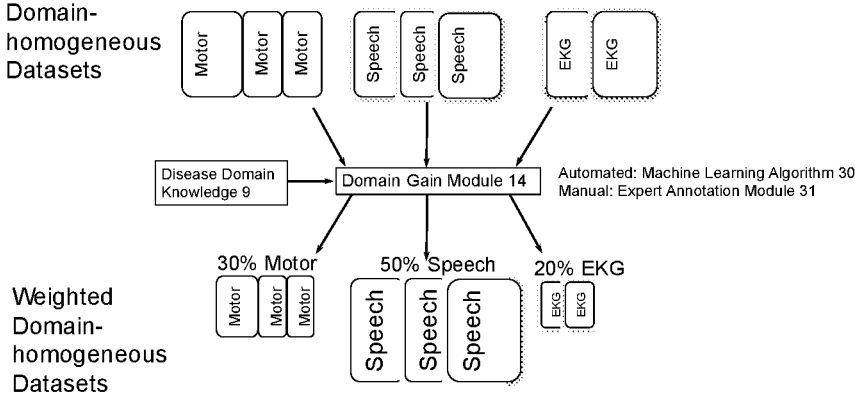 Domain-
homogeneous
Datasets
Motor
Motor
Motor
Speech
Speech
Speech
EKG
EKG
Disease Domain
Knowledge 9
Domain Gain Module 14
Automated: Machine Learning Algorithm 30
Manual: Expert Annotation Module 31
30% Motor
50% Speech
20% EKG
Weighted
Domain-
homogeneous
Datasets
Motor
Motor
Motor
Speech
Speech
Speech
EKG
EKG